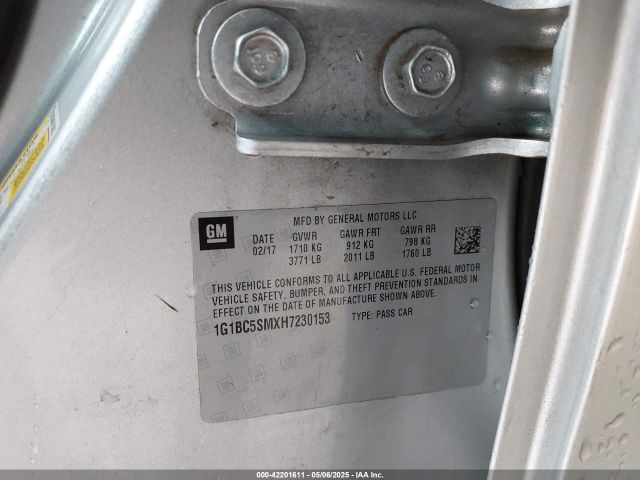 GM
MFD BY GENERAL MOTORS LLC
DATE GVWR GAWR FRT GAWR RR
02/17 1710 KG 912 KG 798 KG
3771 LB 2011 LB 1760 LB
THIS VEHICLE CONFORMS TO ALL APPLICABLE U.S. FEDERAL MOTOR
VEHICLE SAFETY, BUMPER, AND THEFT PREVENTION STANDARDS IN
EFFECT ON THE DATE OF MANUFACTURE SHOWN ABOVE.
1G1BC5SMXH7230153 TYPE: PASS CAR
000-42201611 - 05/06/2025 - IAA Inc.